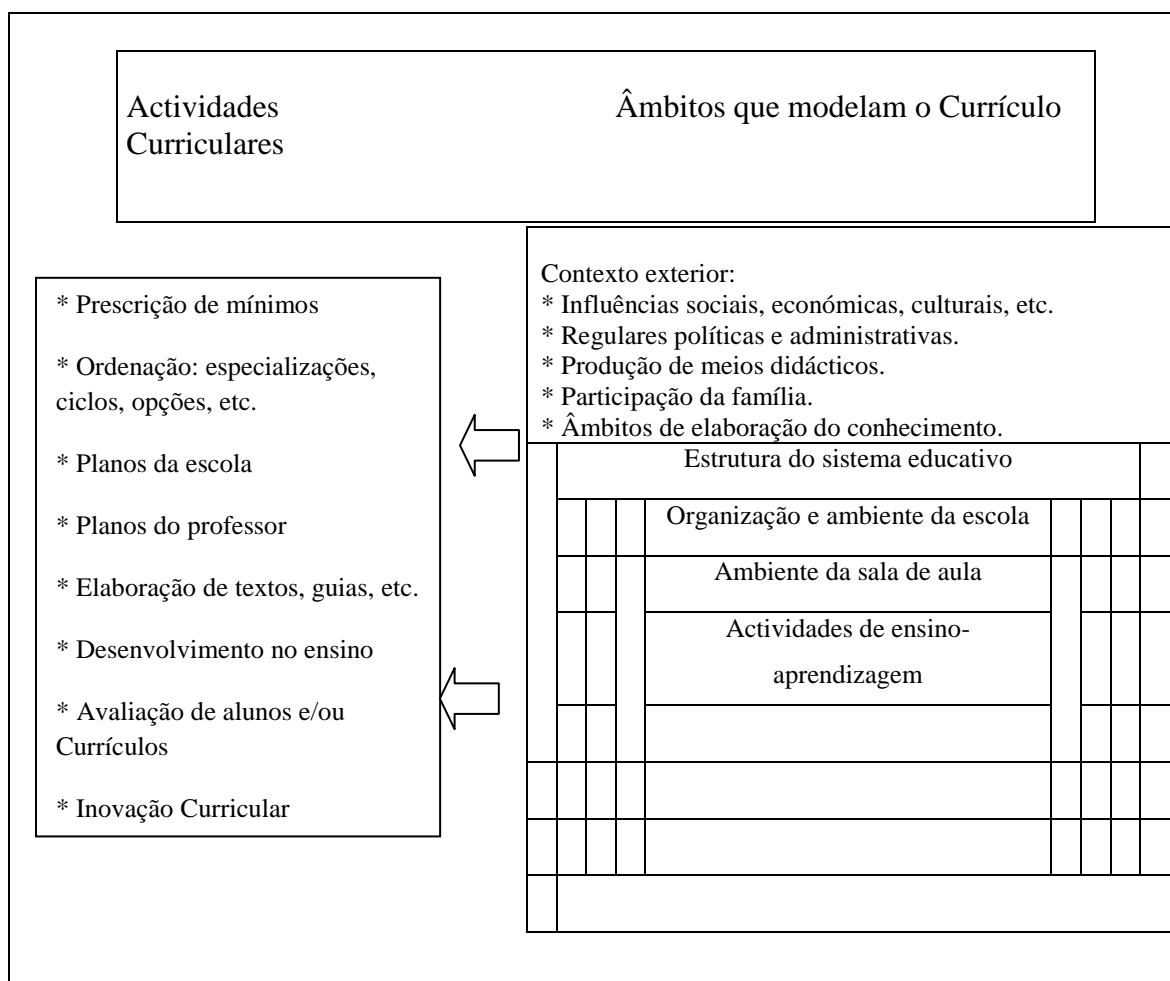 Actividades Âmbitos que modelam o Currículo
Curriculares
* Prescrição de mínimos
* Ordenação: especializações,
ciclos, opções, etc.
* Planos da escola
* Planos do professor
* Elaboração de textos, guias, etc.
* Desenvolvimento no ensino
* Avaliação de alunos e/ou
Currículos
* Inovação Curricular
Contexto exterior:
* Influências sociais, económicas, culturais, etc.
* Regulares políticas e administrativas.
* Produção de meios didácticos.
* Participação da família.
* Âmbitos de elaboração do conhecimento.
Estrutura do sistema educativo
Organização e ambiente da escola
Ambiente da sala de aula
Actividades de ensino-
aprendizagem